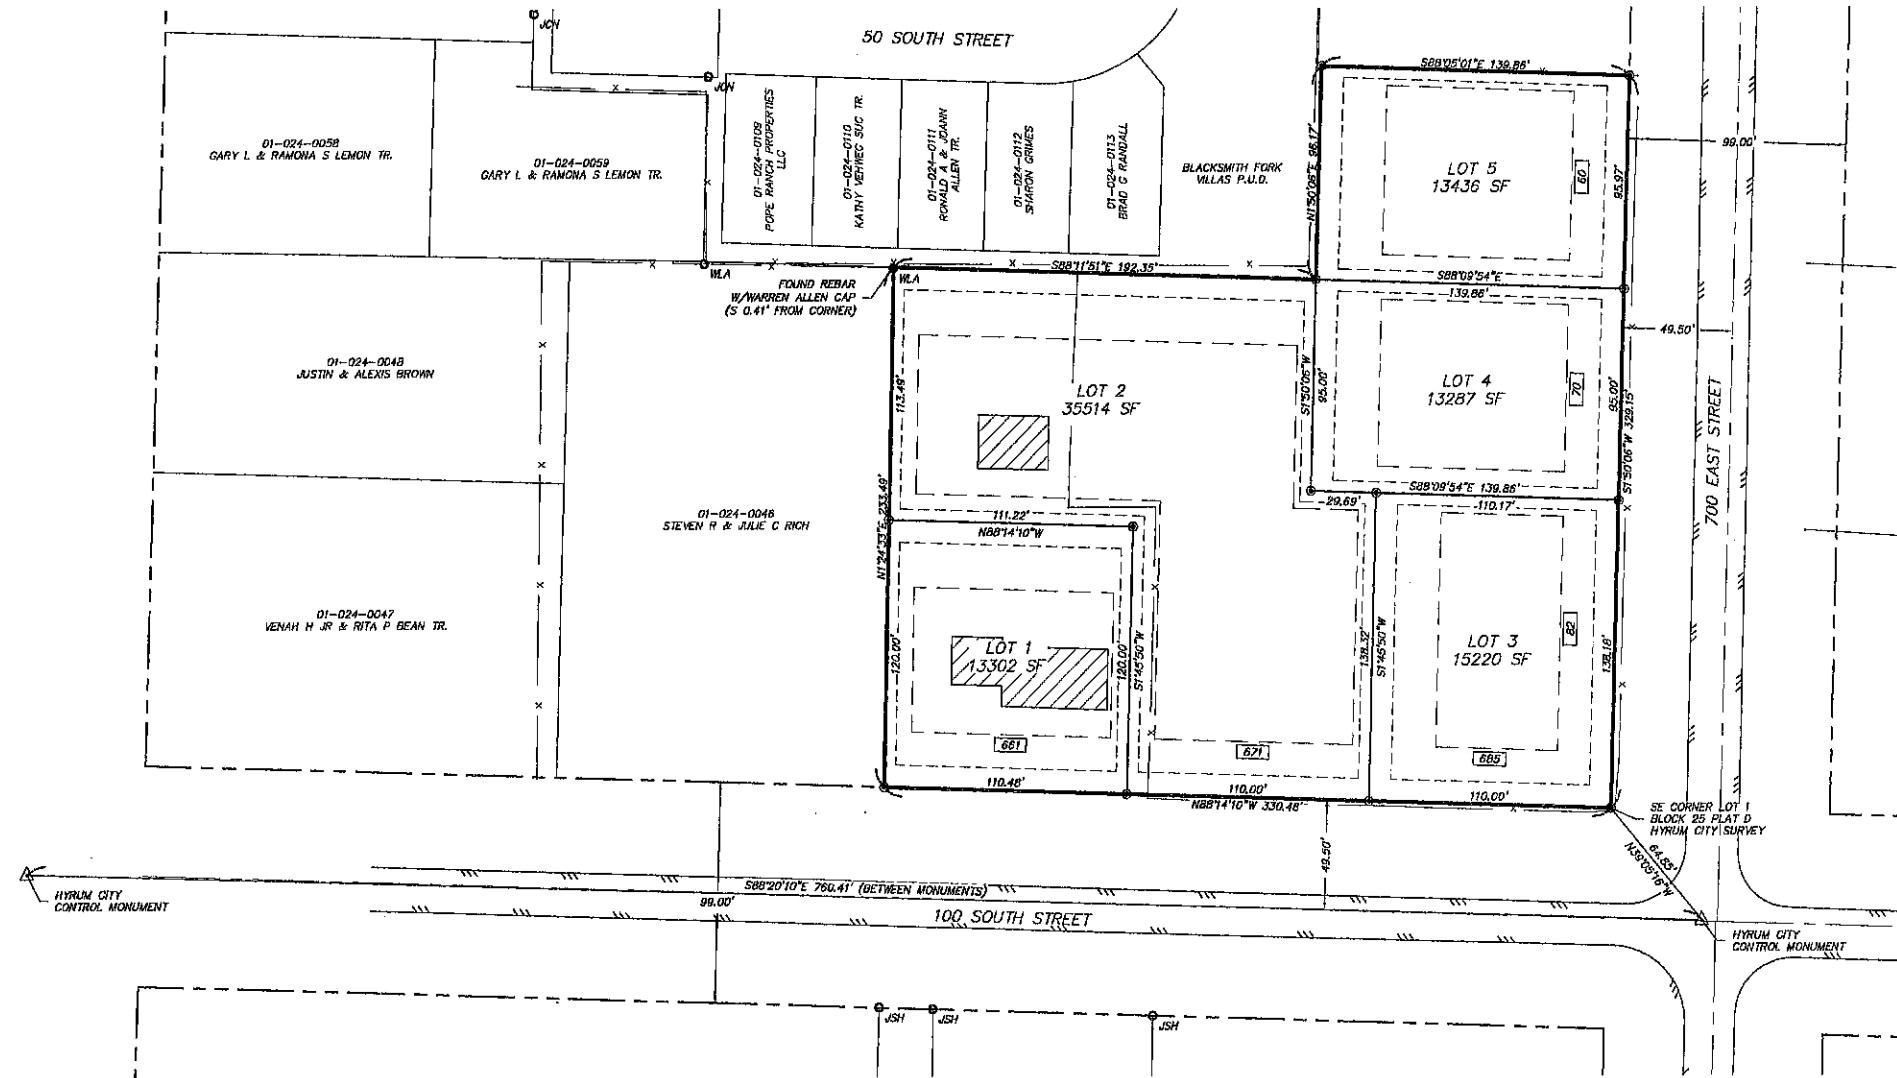 JCN
50 SOUTH STREET
JCN
01-024-0058
GARY L & RAMONA S LEMON TR.
01-024-0059
GARY L & RAMONA S LEMON TR.
01-024-0109
POPE RANCH PROPERTIES
LLC
01-024-0110
KATHY VEHWEG SUC TR.
01-024-0111
RONALD A & JOANN
ALLEN TR.
01-024-0112
SHARON GRIMES
01-024-0113
BRAD G RANDALL
BLACKSMITH FORK
VILLAS P.U.D.
S88°05'01"E 139.86'
N1°50'06"E 96.17'
LOT 5
13436 SF
60
95.97'
99.00'
WLA
FOUND REBAR
W/WARREN ALLEN CAP
(S 0.41' FROM CORNER)
WLA
S88°11'51"E 192.35'
S88°09'54"E
139.86'
49.50'
01-024-0048
JUSTIN & ALEXIS BROWN
113.49'
LOT 2
35514 SF
S1°50'06"W
95.00'
LOT 4
13287 SF
70
95.00'
S1°50'06"W 329.15'
700 EAST STREET
01-024-0046
STEVEN R & JULIE C RICH
N1°24'33"E 233.49'
111.22'
N88°14'10"W
29.69'
S88°09'54"E 139.86'
110.17'
01-024-0047
VENAH H JR & RITA P BEAN TR.
120.00'
LOT 1
13302 SF
120.00'
S1°45'50"W
138.32'
S1°45'50"W
LOT 3
15220 SF
82
138.18'
661
671
685
110.48'
110.00'
110.00'
N88°14'10"W 330.48'
SE CORNER LOT 1
BLOCK 25 PLAT D
HYRUM CITY SURVEY
49.50'
64.85'
N39°05'16"W
HYRUM CITY
CONTROL MONUMENT
S88°20'10"E 760.41' (BETWEEN MONUMENTS)
99.00'
100 SOUTH STREET
HYRUM CITY
CONTROL MONUMENT
JSH
JSH
JSH